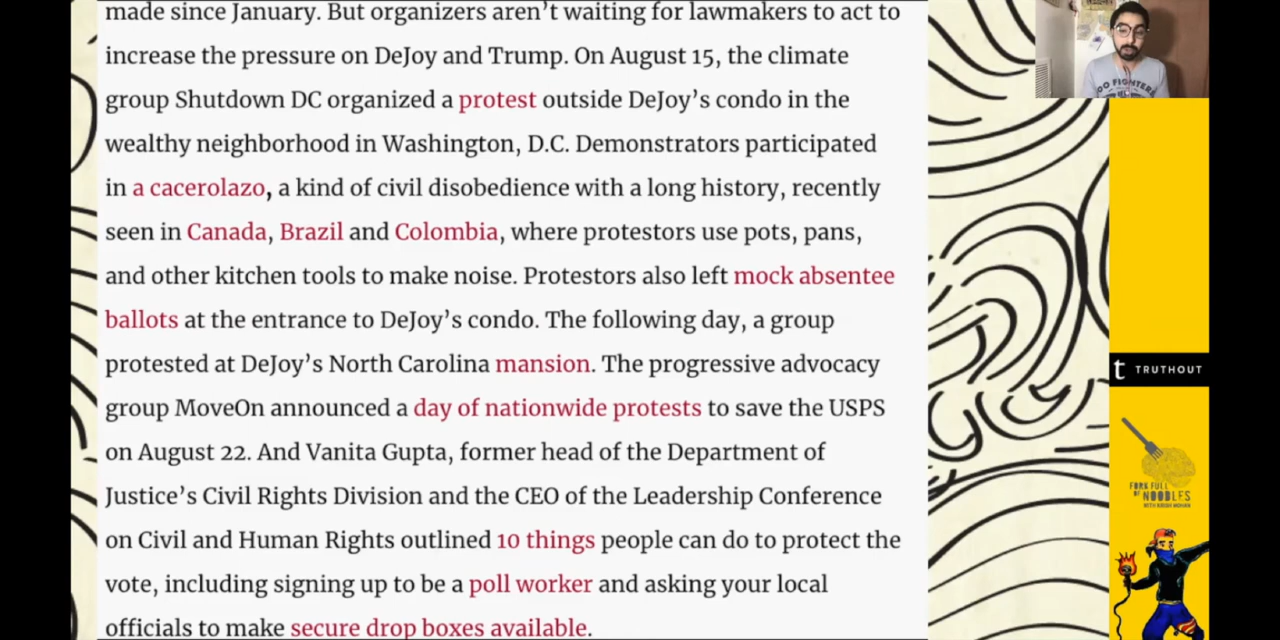 made since January. But organizers aren’t waiting for lawmakers to act to
increase the pressure on DeJoy and Trump. On August 15, the climate
group Shutdown DC organized a protest outside DeJoy’s condo in the
wealthy neighborhood in Washington, D.C. Demonstrators participated
in a cacerolazo, a kind of civil disobedience with a long history, recently
seen in Canada, Brazil and Colombia, where protestors use pots, pans,
and other kitchen tools to make noise. Protestors also left mock absentee
ballots at the entrance to DeJoy’s condo. The following day, a group
protested at DeJoy’s North Carolina mansion. The progressive advocacy
group MoveOn announced a day of nationwide protests to save the USPS
on August 22. And Vanita Gupta, former head of the Department of
Justice’s Civil Rights Division and the CEO of the Leadership Conference
on Civil and Human Rights outlined 10 things people can do to protect the
vote, including signing up to be a poll worker and asking your local
officials to make secure drop boxes available.
FOO FIGHTERS
t TRUTHOUT
FORK FULL
OF NOODLES